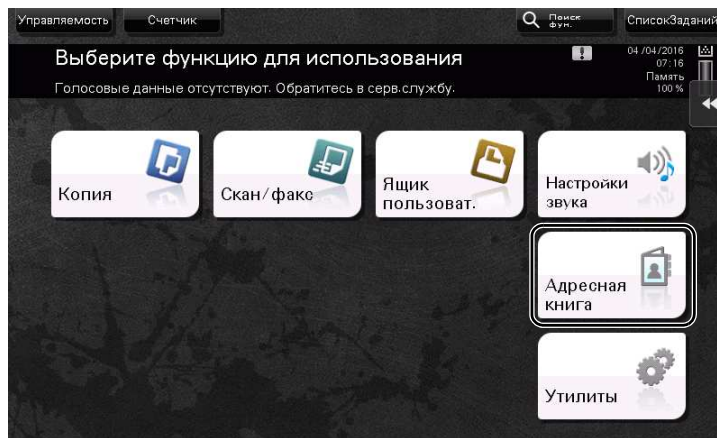 Управляемость
Счетчик
Поиск
фун.
СписокЗаданий
Выберите функцию для использования
Голосовые данные отсутствуют. Обратитесь в серв.службу.
04/04/2016
07:16
Память
100 %
Копия
Скан/факс
Ящик
пользоват.
Настройки
звука
Адресная
книга
Утилиты